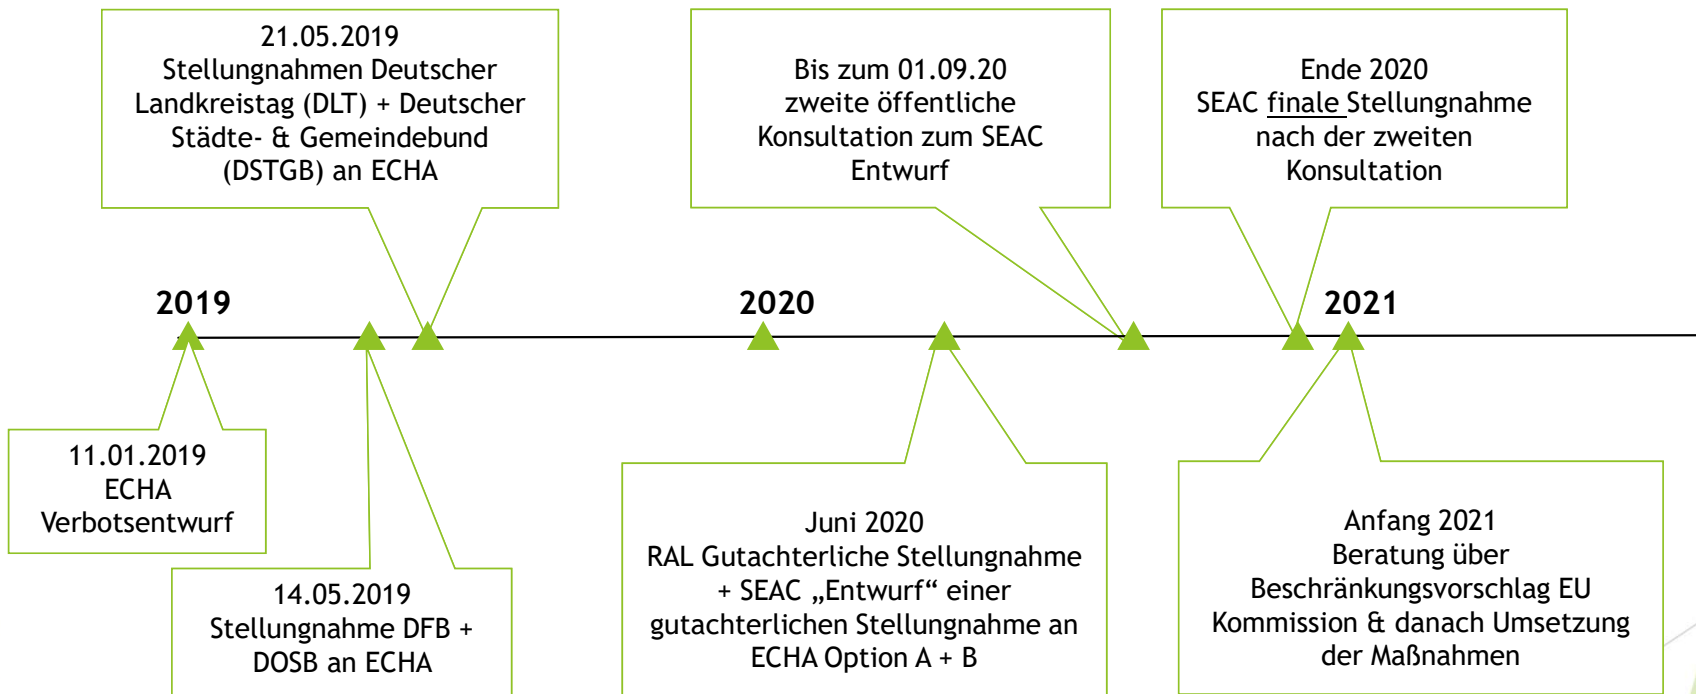 21.05.2019
Stellungnahmen Deutscher
Landkreistag (DLT) + Deutscher
Städte- & Gemeindebund
(DSTGB) an ECHA
Bis zum 01.09.20
zweite öffentliche
Konsultation zum SEAC
Entwurf
Ende 2020
SEAC finale Stellungnahme
nach der zweiten
Konsultation
2019
2020
2021
11.01.2019
ECHA
Verbotsentwurf
14.05.2019
Stellungnahme DFB +
DOSB an ECHA
Juni 2020
RAL Gutachterliche Stellungnahme
+ SEAC „Entwurf“ einer
gutachterlichen Stellungnahme an
ECHA Option A + B
Anfang 2021
Beratung über
Beschränkungsvorschlag EU
Kommission & danach Umsetzung
der Maßnahmen